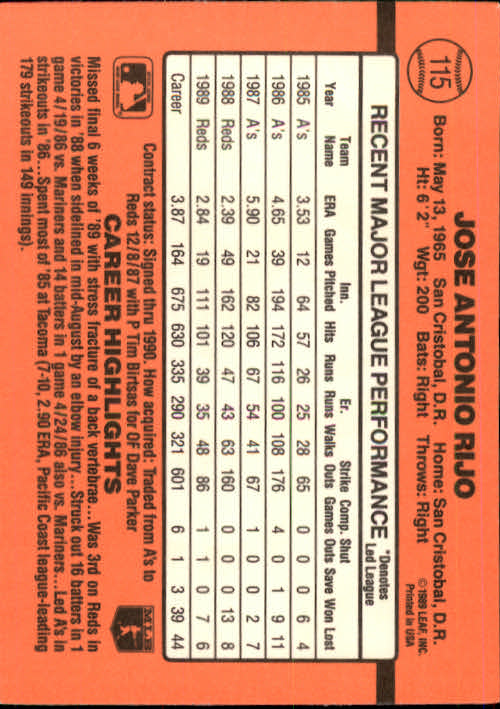 115
JOSE ANTONIO RIJO
Born: May 13, 1965 San Cristobal, D.R. Home: San Cristobal, D.R.
Ht: 6'2" Wgt: 200 Bats: Right Throws: Right
©1989 LEAF, INC.
Printed in USA
RECENT MAJOR LEAGUE PERFORMANCE
*Denotes
Led League
Team Inn. Er. Strike Comp. Shut
Year Name ERA Games Pitched Hits Runs Runs Walks Outs Games Outs Save Won Lost
1985 A's 3.53 12 64 57 26 25 28 65 0 0 0 6 4
1986 A's 4.65 39 194 172 116 100 108 176 4 0 1 9 11
1987 A's 5.90 21 82 106 67 54 41 67 1 0 0 2 7
1988 Reds 2.39 49 162 120 47 43 63 160 0 0 0 13 8
1989 Reds 2.84 19 111 101 39 35 48 86 1 1 0 7 6
Career 3.87 164 675 630 335 290 321 601 6 1 3 39 44
Contract status: Signed thru 1990. How acquired: Traded from A's to
Reds 12/8/87 with P Tim Birtsas for OF Dave Parker
MLB
CAREER HIGHLIGHTS
Missed final 6 weeks of '89 with stress fracture of a back vertebrae...Was 3rd on Reds in
victories in '88 when sidelined in mid-August by an elbow injury...Struck out 16 batters in 1
game 4/19/86 vs. Mariners and 14 batters in 1 game 4/24/86 also vs. Mariners...Led A's in
strikeouts in '86...Spent most of '85 at Tacoma (7-10, 2.90 ERA, Pacific Coast league-leading
179 strikeouts in 149 innings).